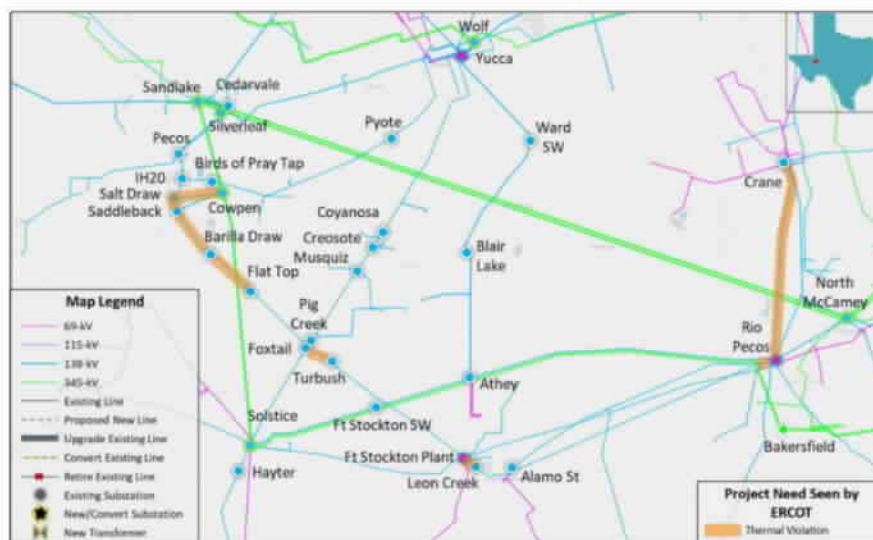 Wolf
Yucca
Sandlake
Cedarvale
Silverleaf
Pyote
Ward
SW
Pecos
Birds of Pray Tap
IH20
Salt Draw
Saddleback
Cowpen
Crane
Coyanosa
Creosote
Musquiz
Barilla Draw
Flat Top
Blair
Lake
North
McCamey
Pig
Creek
Foxtail
Turbush
Rio
Pecos
Athey
Solstice
Ft Stockton SW
Ft Stockton Plant
Leon Creek
Alamo St
Hayter
Bakersfield
Map Legend
69-kV
115-kV
138-kV
345-kV
Existing Line
Proposed New Line
Upgrade Existing Line
Convert Existing Line
Retire Existing Line
Existing Substation
New/Convert Substation
New Transformer
Project Need Seen by
ERCOT
Thermal Violation